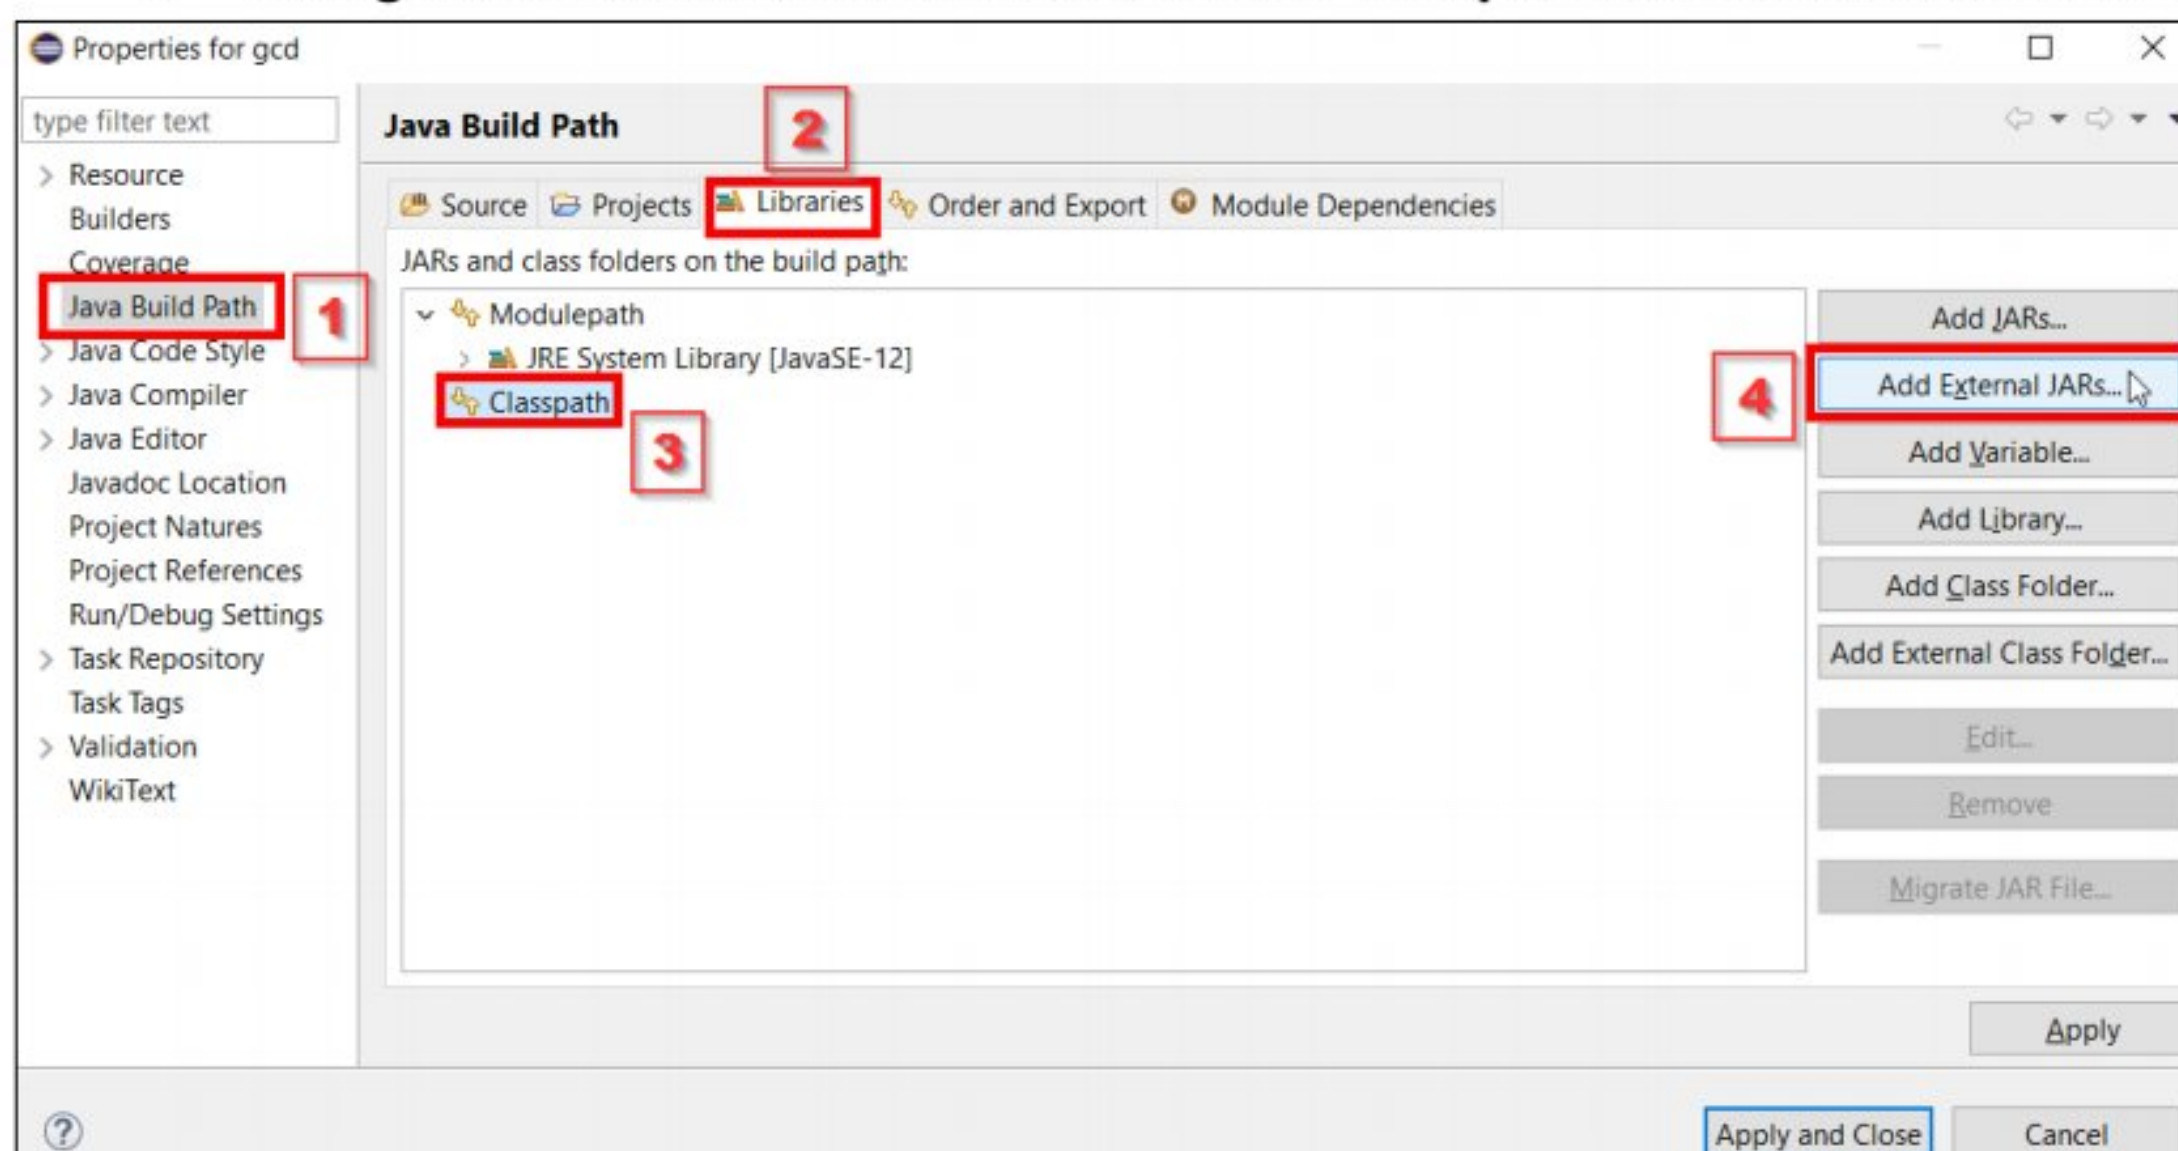 Properties for gcd
type filter text
Resource
Builders
Coverage
Java Build Path
Java Code Style
Java Compiler
Java Editor
Javadoc Location
Project Natures
Project References
Run/Debug Settings
Task Repository
Task Tags
Validation
WikiText
1
Java Build Path
2
Source Projects Libraries Order and Export Module Dependencies
JARs and class folders on the build path:
Modulepath
JRE System Library [JavaSE-12]
Classpath
3
4
Add JARs...
Add External JARs...
Add Variable...
Add Library...
Add Class Folder...
Add External Class Folder...
Edit...
Remove
Migrate JAR File...
Apply
Apply and Close Cancel